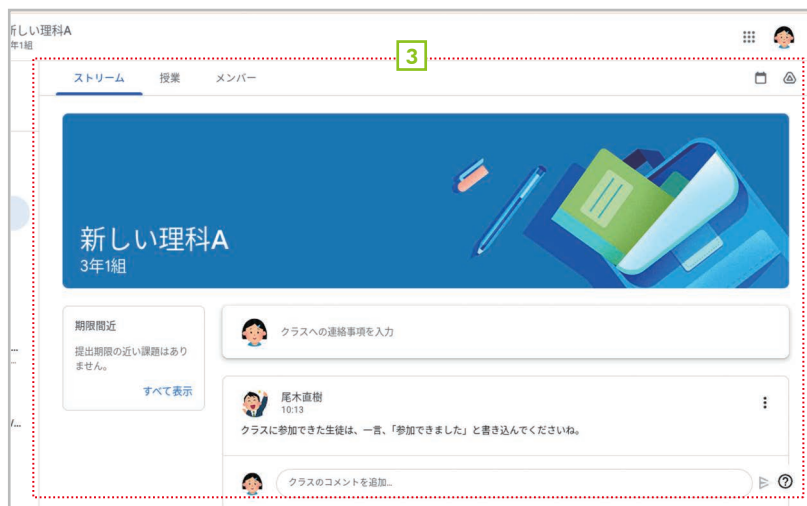 新しい理科A
年1組
3
ストリーム 授業 メンバー
新しい理科A
3年1組
期限間近
提出期限の近い課題はあり
ません。
すべて表示
クラスへの連絡事項を入力
尾木直樹
10:13
クラスに参加できた生徒は、一言、「参加できました」と書き込んでくださいね。
クラスのコメントを追加…